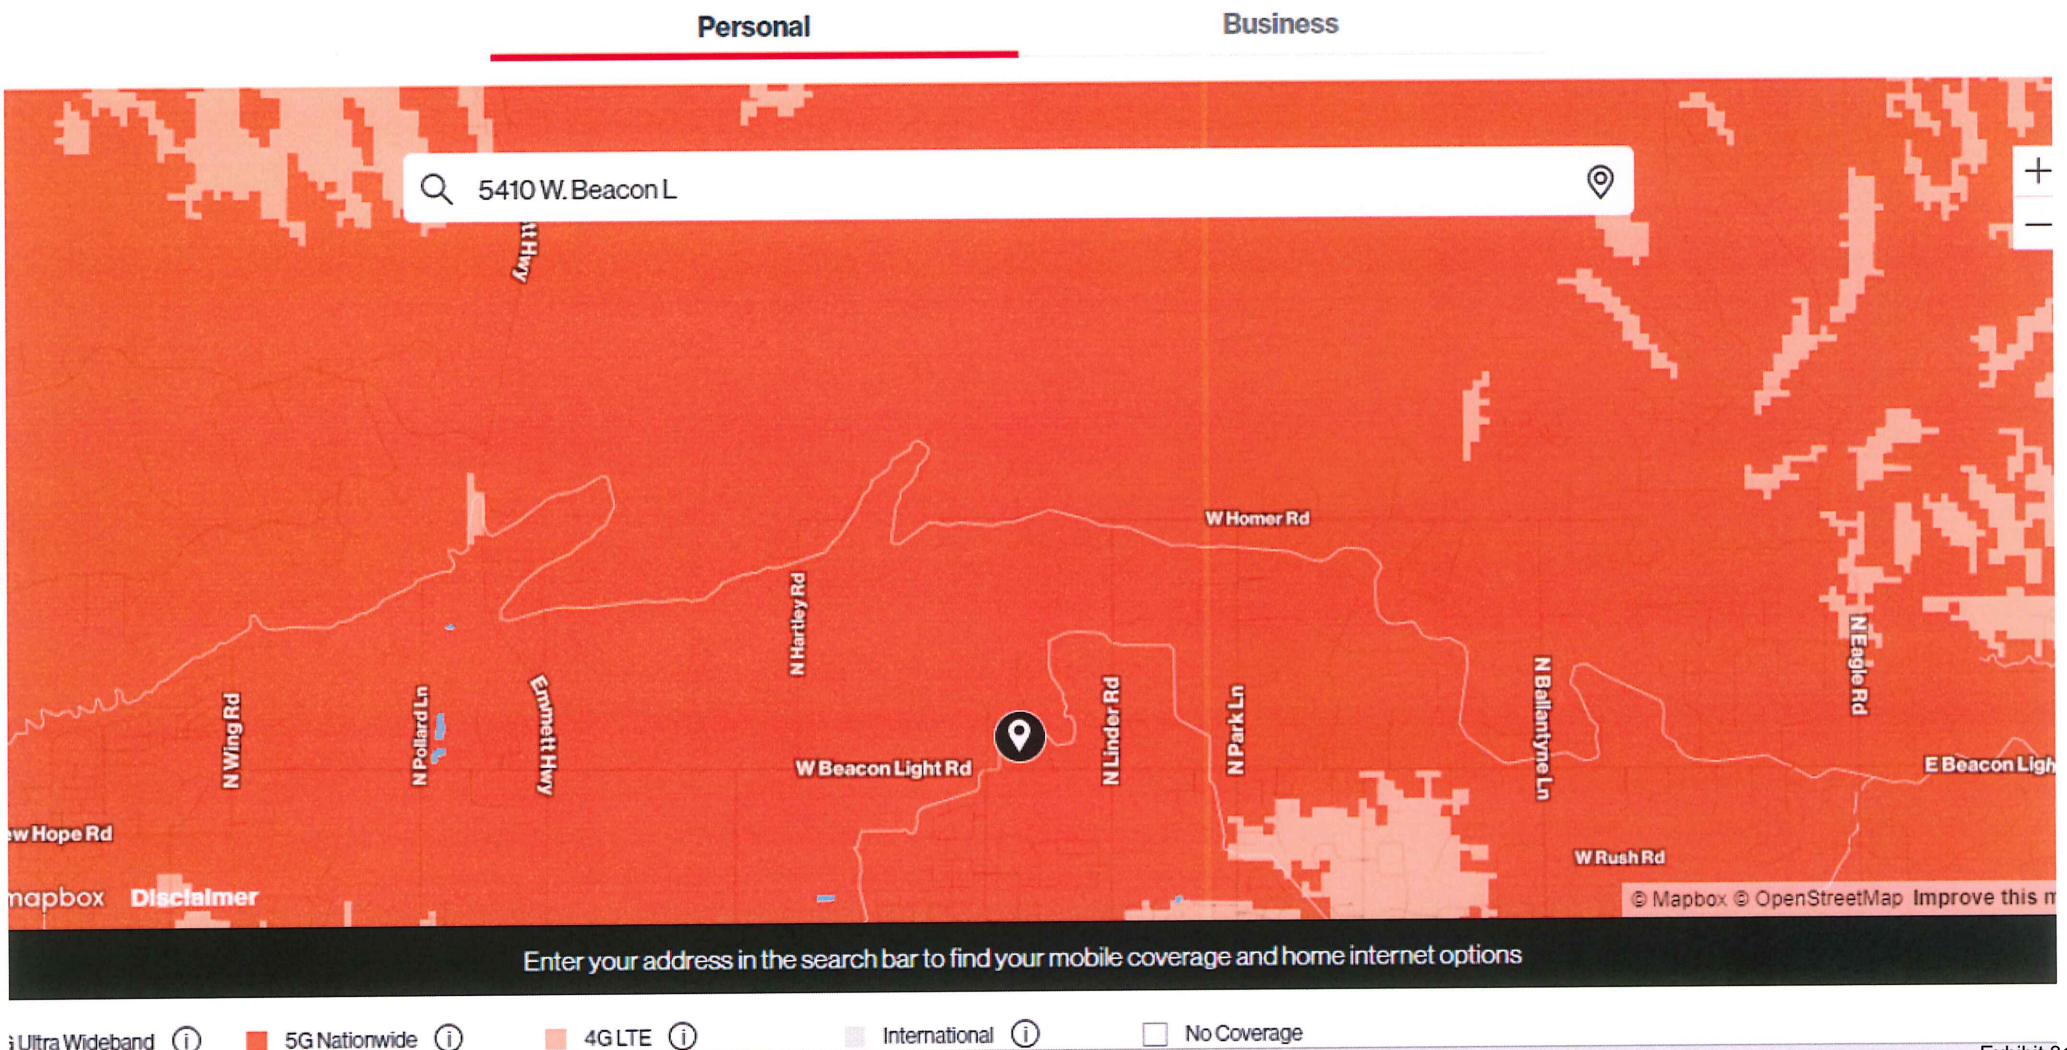 Personal
Business
5410 W. Beacon L
tt Hwy
W Homer Rd
N Hartley Rd
N Eagle Rd
N Wing Rd
N Pollard Ln
Emmett Hwy
N Linder Rd
N Park Ln
N Ballantyne Ln
W Beacon Light Rd
E Beacon Ligh
ew Hope Rd
W Rush Rd
mapbox Disclaimer
© Mapbox © OpenStreetMap Improve this m
Enter your address in the search bar to find your mobile coverage and home internet options
G Ultra Wideband
5G Nationwide
4G LTE
International
No Coverage